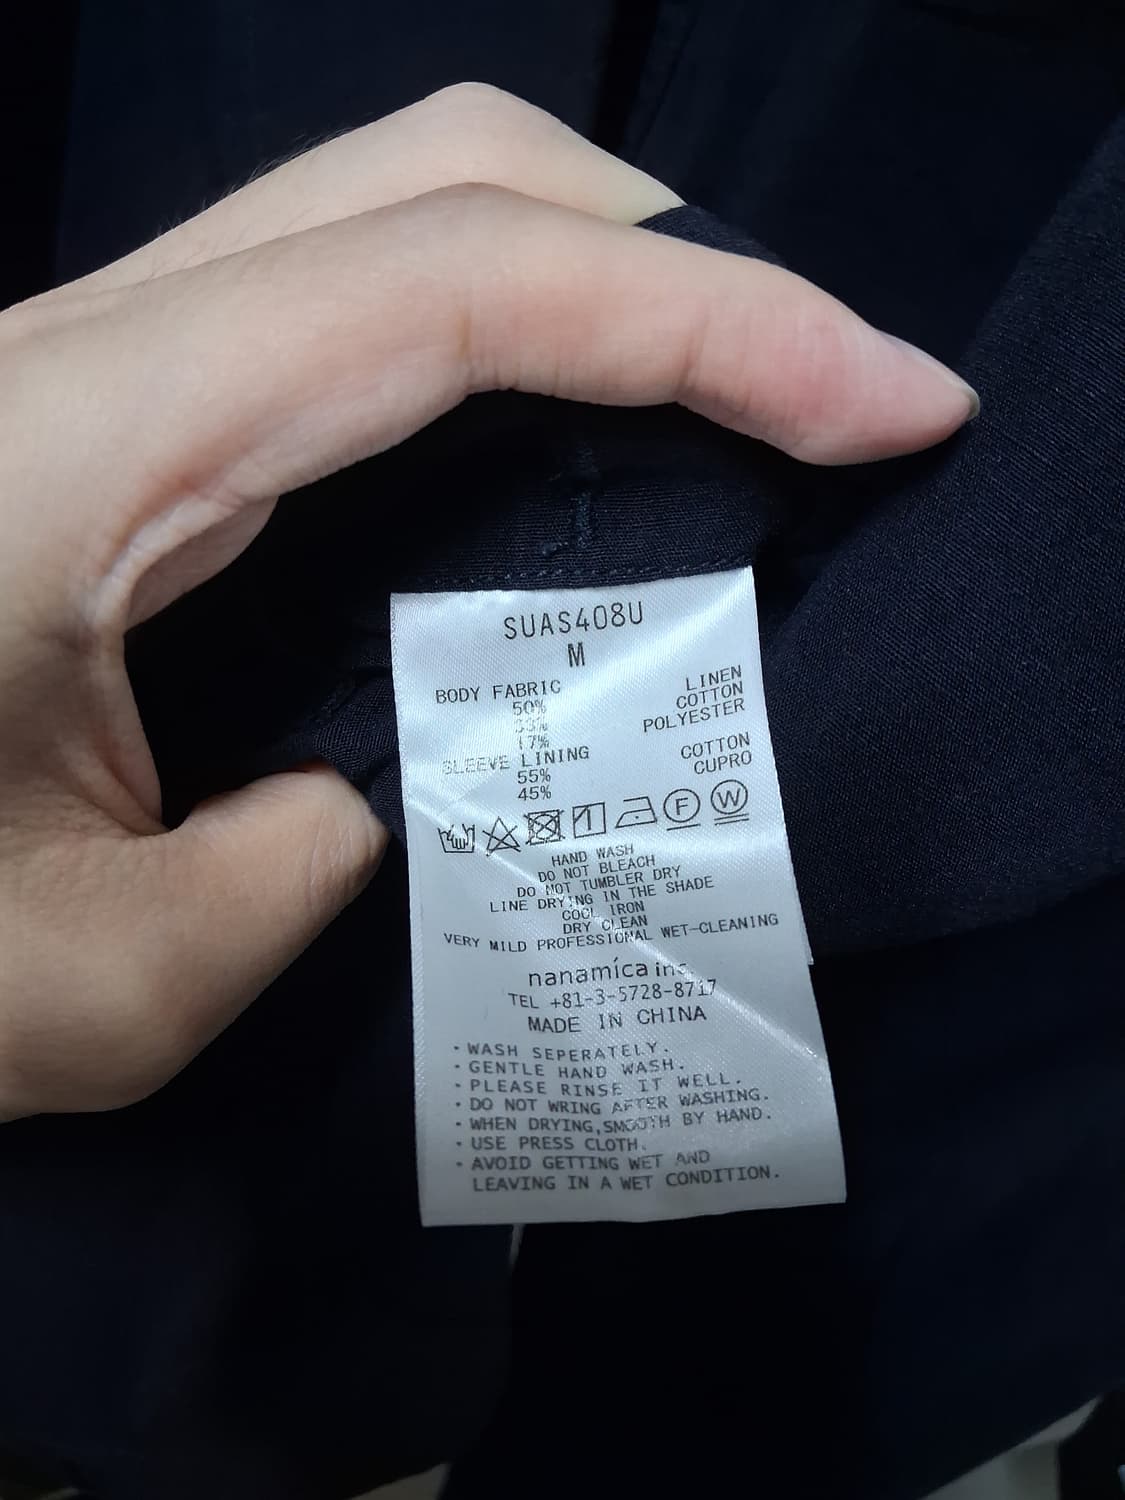 SUAS408U
M
BODY FABRIC
50% LINEN
33% COTTON
17% POLYESTER
SLEEVE LINING
55% COTTON
45% CUPRO
F W
HAND WASH
DO NOT BLEACH
DO NOT TUMBLER DRY
LINE DRYING IN THE SHADE
COOL IRON
DRY CLEAN
VERY MILD PROFESSIONAL WET-CLEANING
nanamíca inc.
TEL +81-3-5728-8717
MADE IN CHINA
・WASH SEPERATELY.
・GENTLE HAND WASH.
・PLEASE RINSE IT WELL.
・DO NOT WRING AFTER WASHING.
・WHEN DRYING,SMOOTH BY HAND.
・USE PRESS CLOTH.
・AVOID GETTING WET AND
LEAVING IN A WET CONDITION.